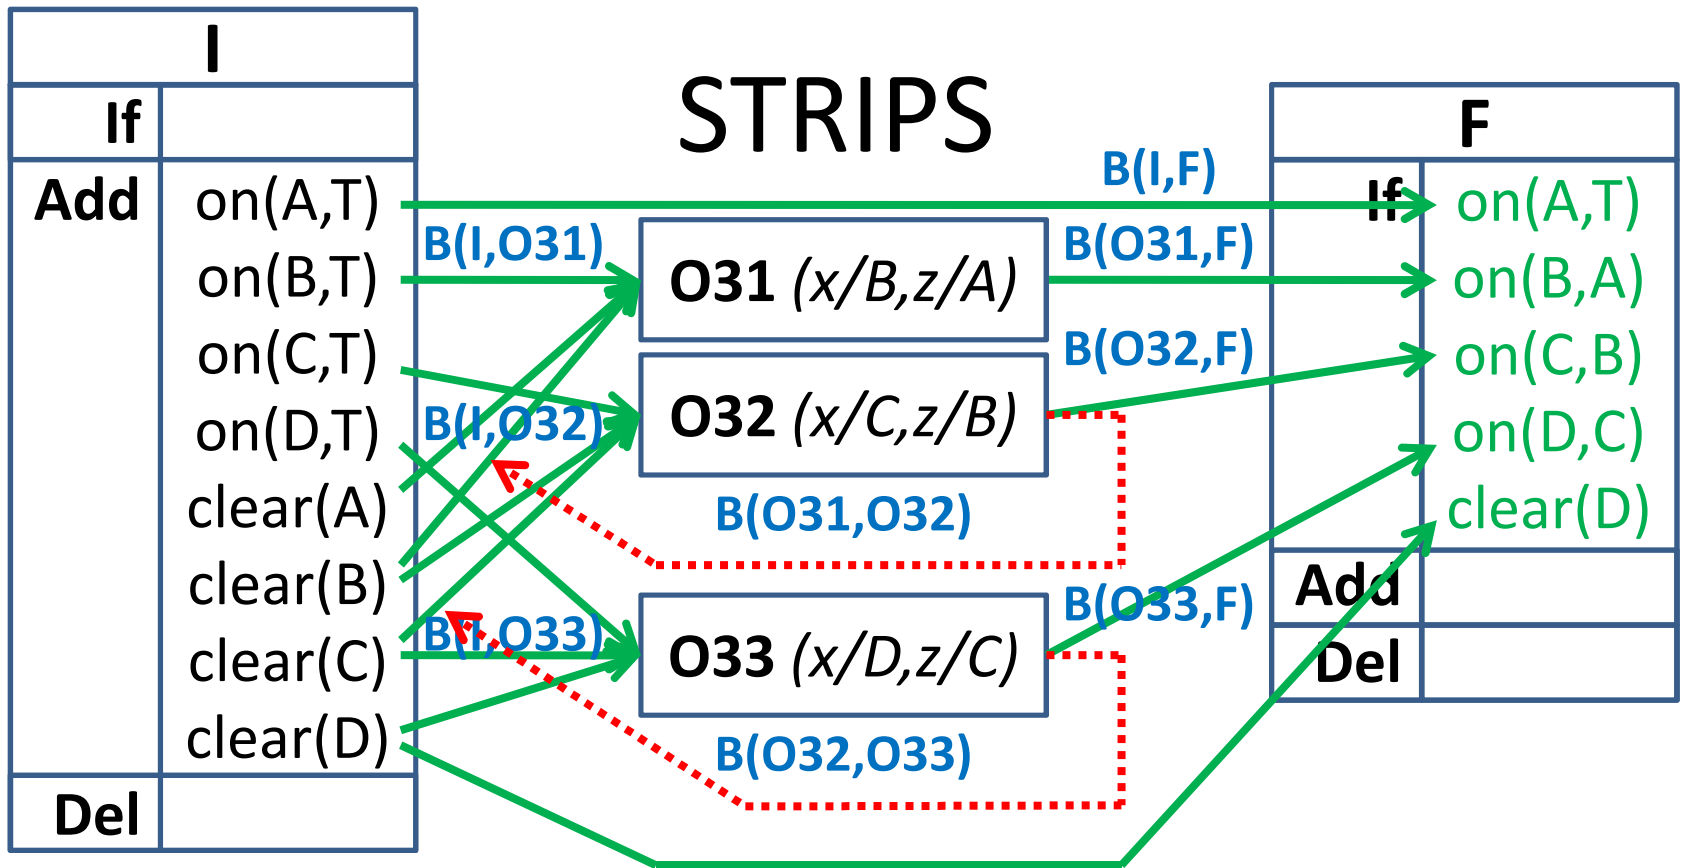 I
If
Add
on(A,T)
on(B,T)
on(C,T)
on(D,T)
clear(A)
clear(B)
clear(C)
clear(D)
Del
STRIPS
B(I,F)
B(I,O31)
O31 (x/B,z/A)
B(O31,F)
B(O32,F)
B(I,O32)
O32 (x/C,z/B)
B(O31,O32)
B(I,O33)
O33 (x/D,z/C)
B(O33,F)
B(O32,O33)
F
If
on(A,T)
on(B,A)
on(C,B)
on(D,C)
clear(D)
Add
Del